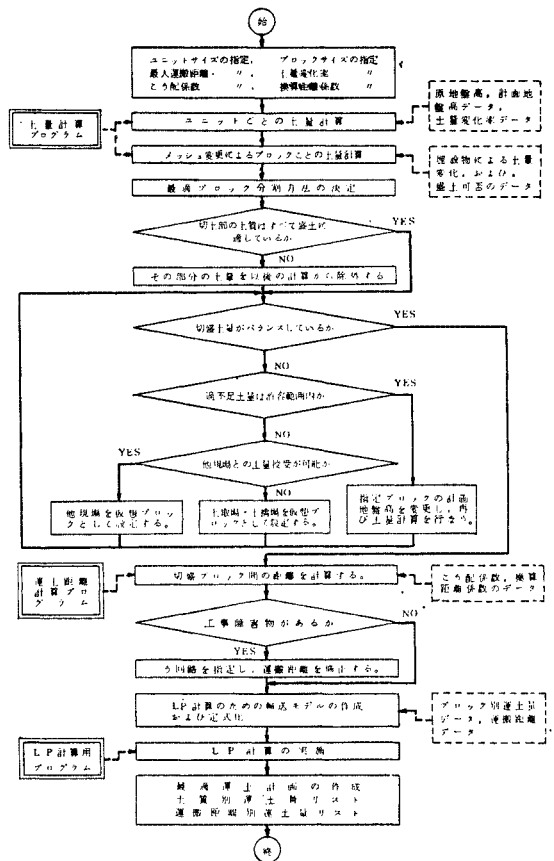 始
ユニットサイズの指定, ブロックサイズの指定
最大運搬距離 〃, 土量変化率 〃
こう配係数 〃, 換算距離係数 〃
原地盤高, 計画地
盤高データ,
土量変化率データ
土量計算
プログラム
ユニットごとの土量計算
メッシュ変更によるブロックごとの土量計算
埋設物による土量
変化, および,
盛土可否のデータ
最適ブロック分割方法の決定
切土部の土質はすべて盛土に
適しているか
YES
NO
その部分の土量を以後の計算から除外する
切盛土量がバランスしているか
YES
NO
過不足土量は許容範囲内か
YES
NO
他現場との土量授受が可能か
YES
NO
他現場を仮想ブロッ
クとして設定する。
土取場・土捨場を仮想
ブロックとして設定する。
指定ブロックの計画
地盤高を変更し, 再
び土量計算を行なう。
運土距離
計算プロ
グラム
切盛ブロック間の距離を計算する。
こう配係数, 換算
距離係数のデータ
工事障害物があるか
NO
YES
う回路を指定し, 運搬距離を修正する。
LP計算のための輸送モデルの作成
および定式化
ブロック別運土量
データ, 運搬距離
データ
LP計算用
プログラム
LP計算の実施
最適運土計画の作成
土質別運土量リスト
運搬距離別運土量リスト
終